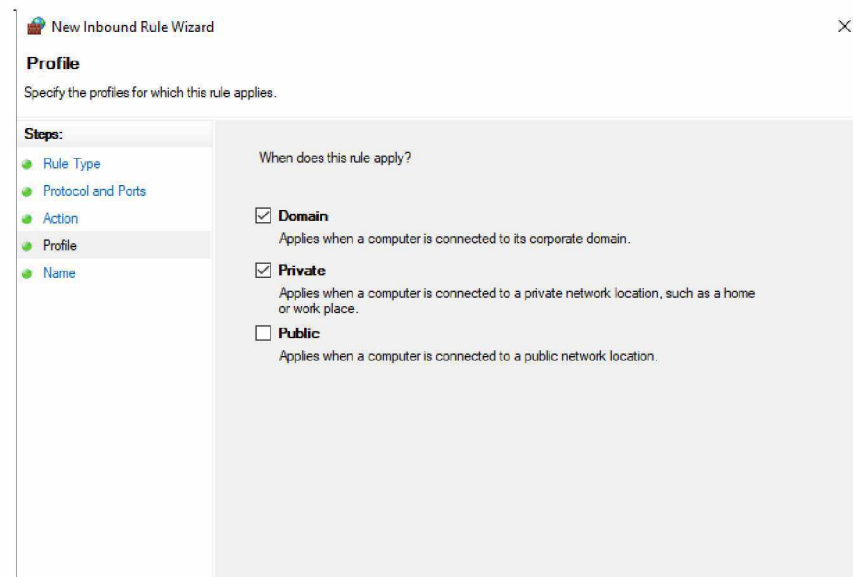 New Inbound Rule Wizard
Profile
Specify the profiles for which this rule applies.
Steps:
Rule Type
Protocol and Ports
Action
Profile
Name
When does this rule apply?
Domain
Applies when a computer is connected to its corporate domain.
Private
Applies when a computer is connected to a private network location, such as a home
or work place.
Public
Applies when a computer is connected to a public network location.